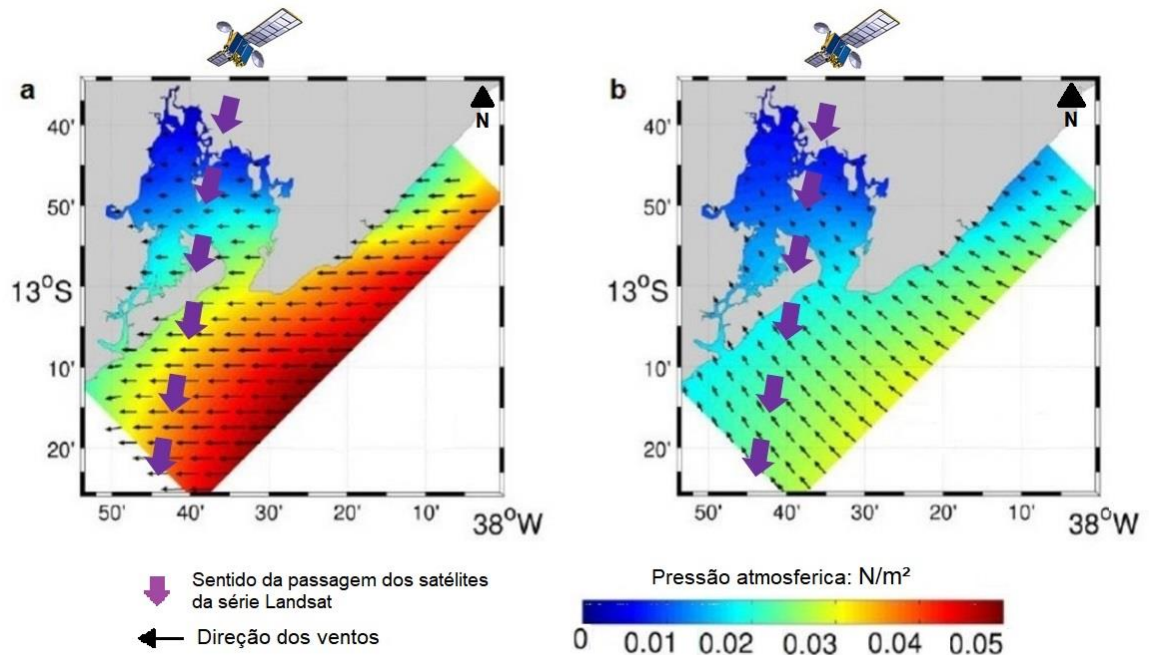 a
N
40'
50'
13°S
10'
20'
50'
40'
30'
20'
10'
38°W
b
N
40'
50'
13°S
10'
20'
50'
40'
30'
20'
10'
38°W
Sentido da passagem dos satélites
da série Landsat
Direção dos ventos
Pressão atmosferica: N/m²
0
0.01
0.02
0.03
0.04
0.05